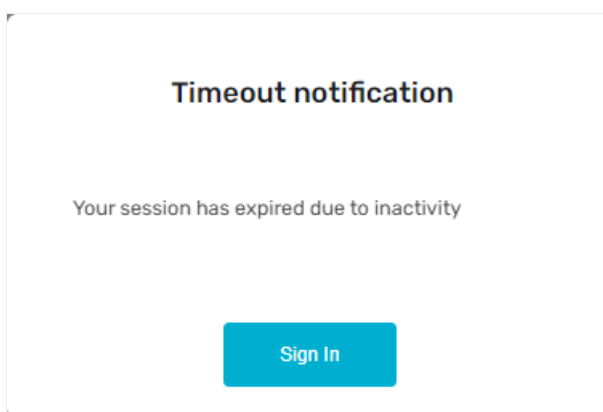 Timeout notification
Your session has expired due to inactivity
Sign In